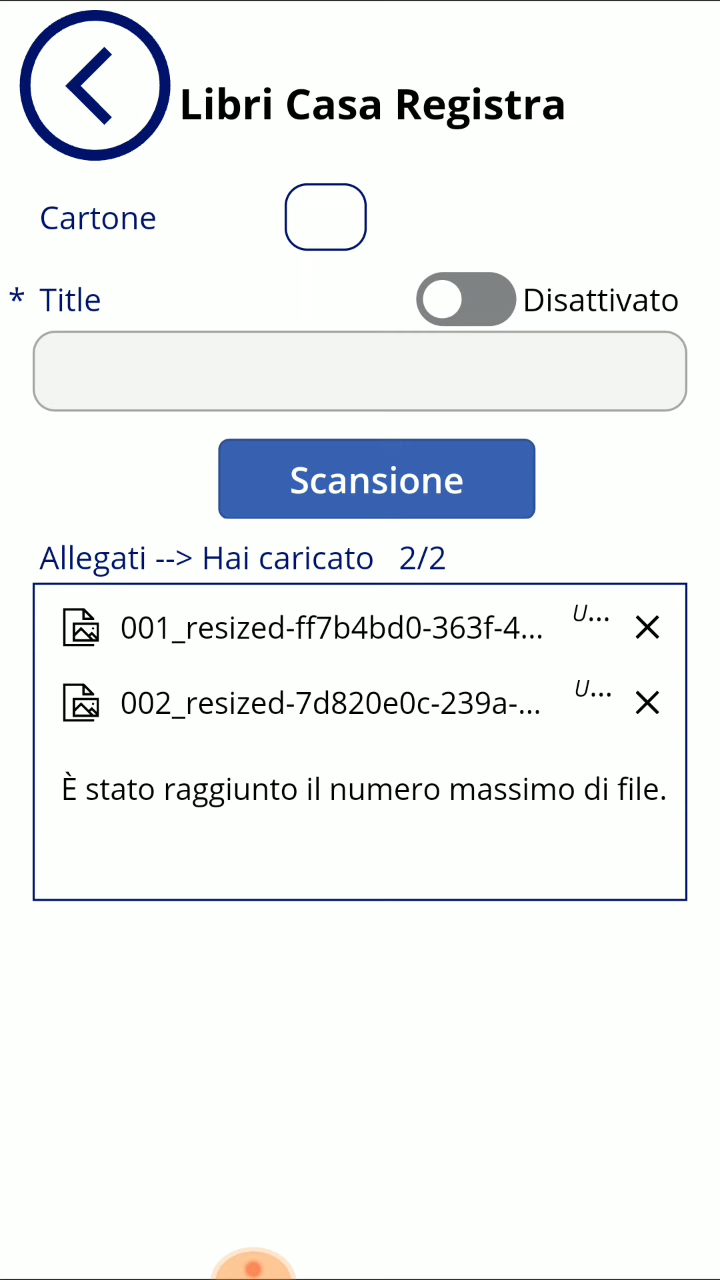 Libri Casa Registra
Cartone
* Title Disattivato
Scansione
Allegati --> Hai caricato 2/2
001_resized-ff7b4bd0-363f-4... U...
002_resized-7d820e0c-239a-... U...
È stato raggiunto il numero massimo di file.